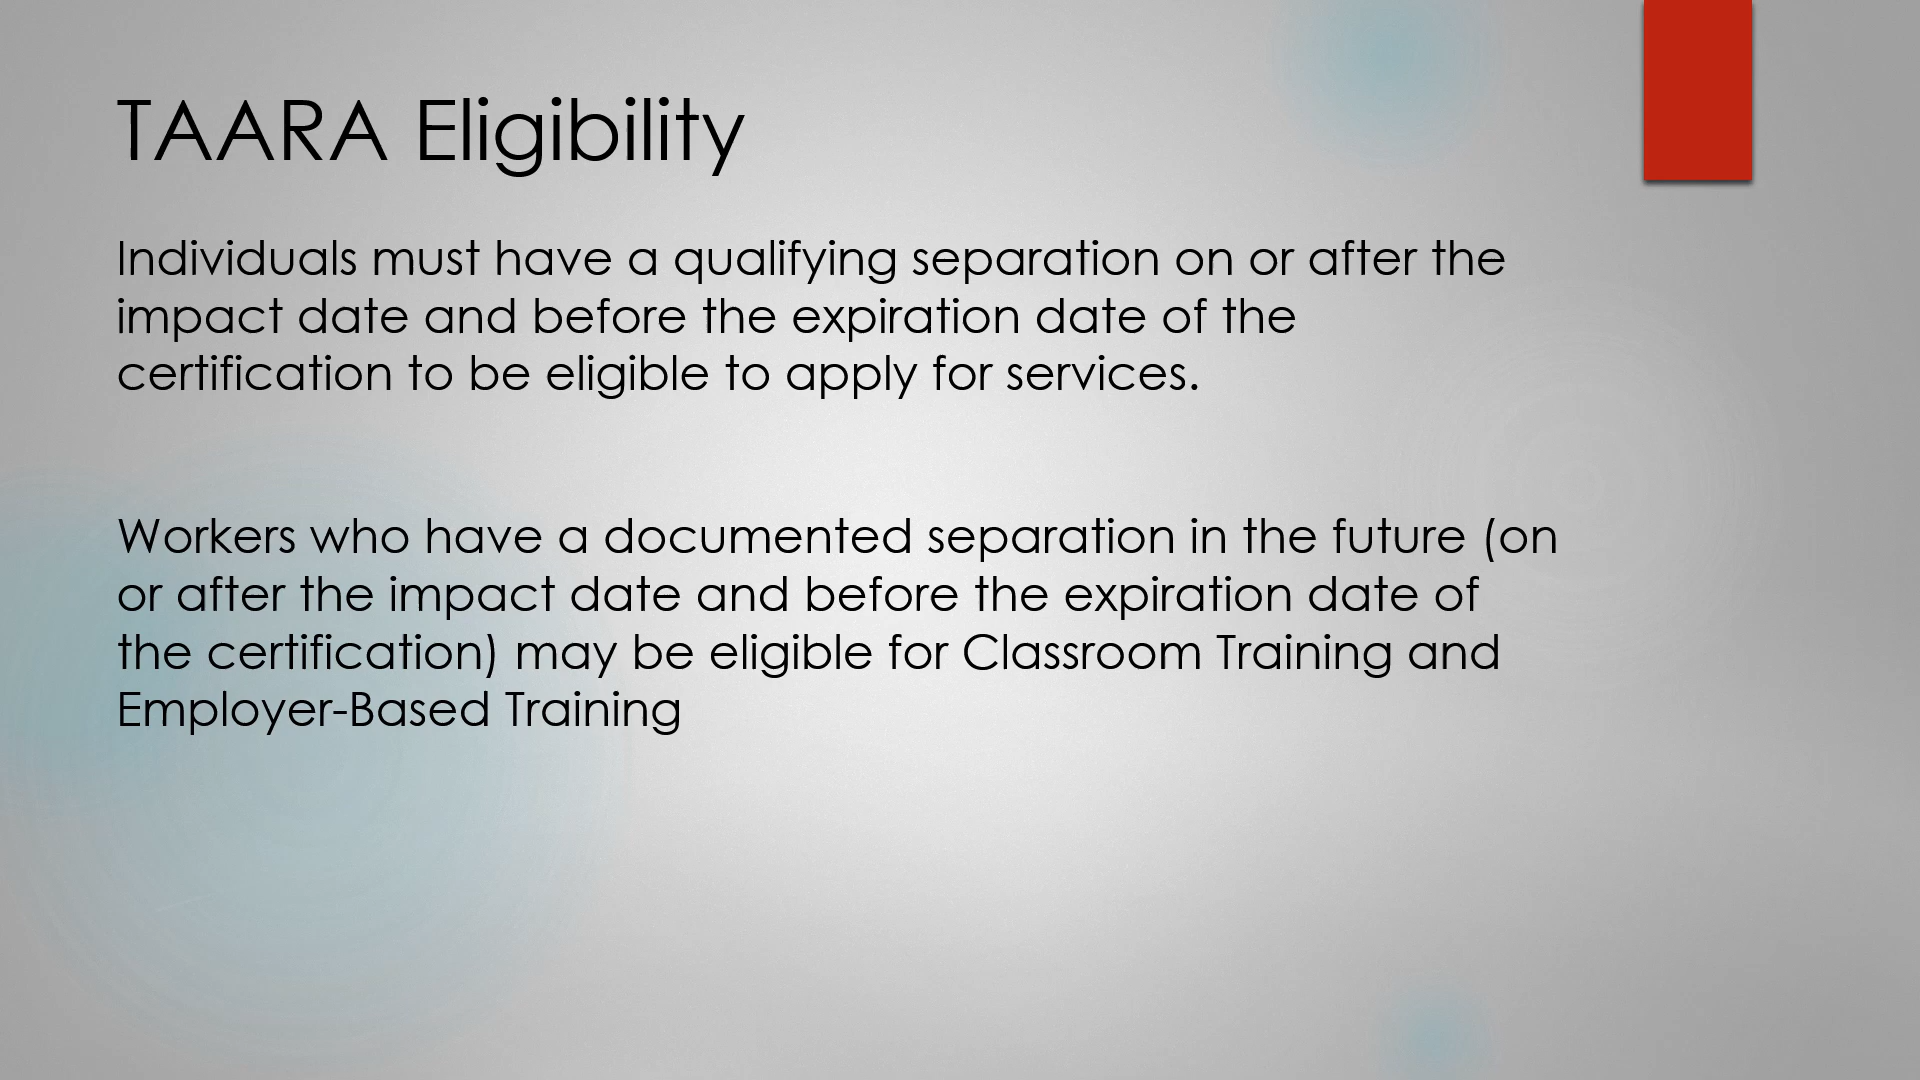 TAARA Eligibility
Individuals must have a qualifying separation on or after the
impact date and before the expiration date of the
certification to be eligible to apply for services.
Workers who have a documented separation in the future (on
or after the impact date and before the expiration date of
the certification) may be eligible for Classroom Training and
Employer-Based Training